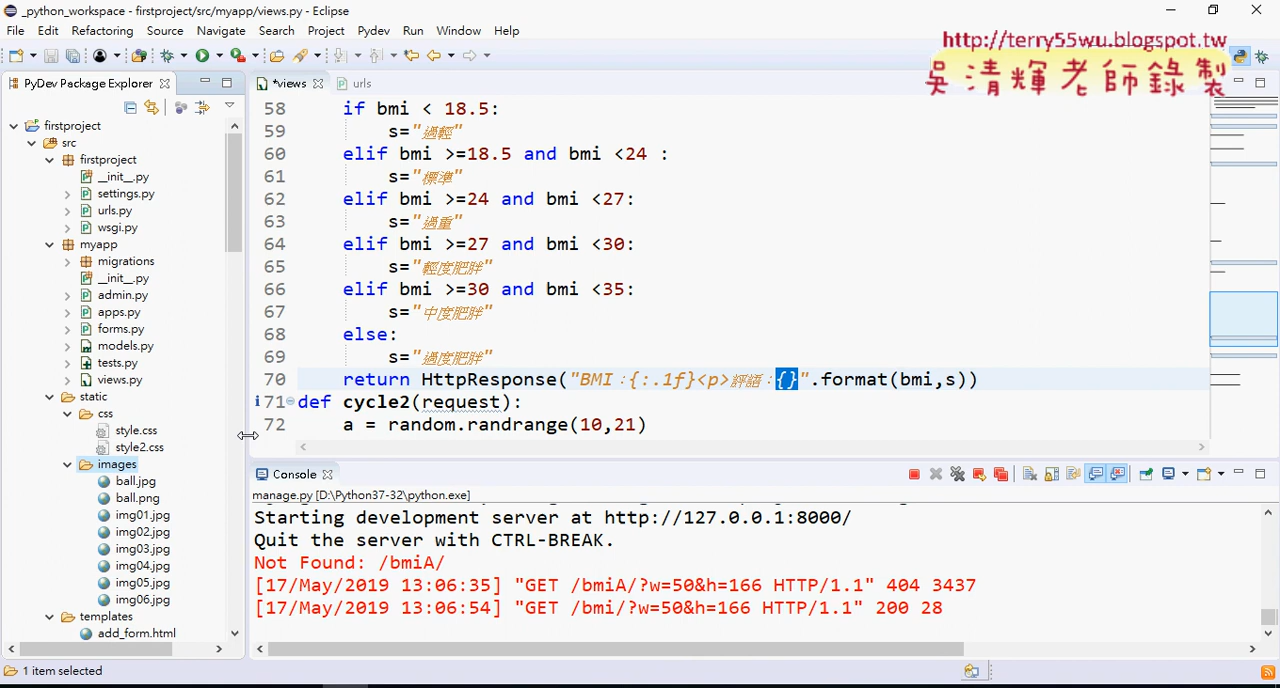 _python_workspace - firstproject/src/myapp/views.py - Eclipse
File Edit Refactoring Source Navigate Search Project Pydev Run Window Help
http://terry55wu.blogspot.tw
吳清輝老師錄製
PyDev Package Explorer
*views
urls
firstproject
src
firstproject
__init__.py
settings.py
urls.py
wsgi.py
myapp
migrations
__init__.py
admin.py
apps.py
forms.py
models.py
tests.py
views.py
static
css
style.css
style2.css
images
ball.jpg
ball.png
img01.jpg
img02.jpg
img03.jpg
img04.jpg
img05.jpg
img06.jpg
templates
add_form.html
58 if bmi < 18.5:
59 s="過輕"
60 elif bmi >=18.5 and bmi <24 :
61 s="標準"
62 elif bmi >=24 and bmi <27:
63 s="過重"
64 elif bmi >=27 and bmi <30:
65 s="輕度肥胖"
66 elif bmi >=30 and bmi <35:
67 s="中度肥胖"
68 else:
69 s="過度肥胖"
70 return HttpResponse("BMI：{:.1f}<p>評語：{}".format(bmi,s))
71 def cycle2(request):
72 a = random.randrange(10,21)
Console
manage.py [D:\Python37-32\python.exe]
Starting development server at http://127.0.0.1:8000/
Quit the server with CTRL-BREAK.
Not Found: /bmiA/
[17/May/2019 13:06:35] "GET /bmiA/?w=50&h=166 HTTP/1.1" 404 3437
[17/May/2019 13:06:54] "GET /bmi/?w=50&h=166 HTTP/1.1" 200 28
1 item selected